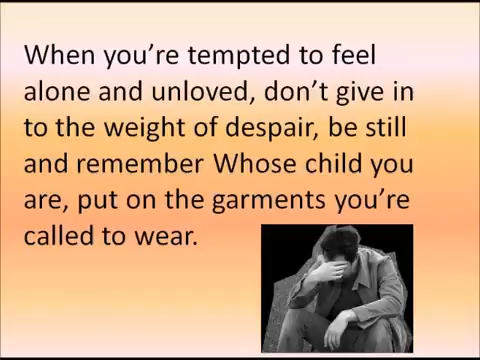 When you’re tempted to feel
alone and unloved, don’t give in
to the weight of despair, be still
and remember Whose child you
are, put on the garments you’re
called to wear.